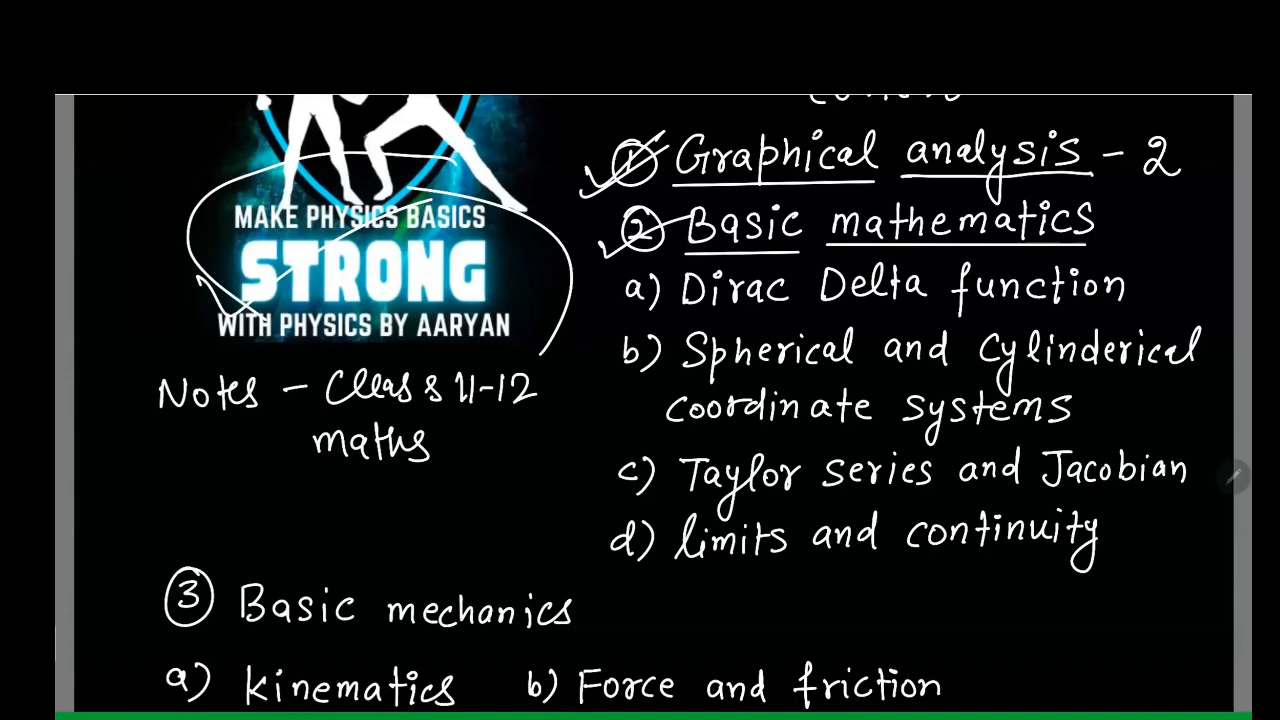 ① Graphical analysis - 2
② Basic mathematics
a) Dirac Delta function
b) Spherical and Cylinderical
coordinate systems
c) Taylor series and Jacobian
d) limits and continuity
MAKE PHYSICS BASICS
STRONG
WITH PHYSICS BY AARYAN
Notes - Class 11-12
maths
③ Basic mechanics
a) kinematics b) Force and friction